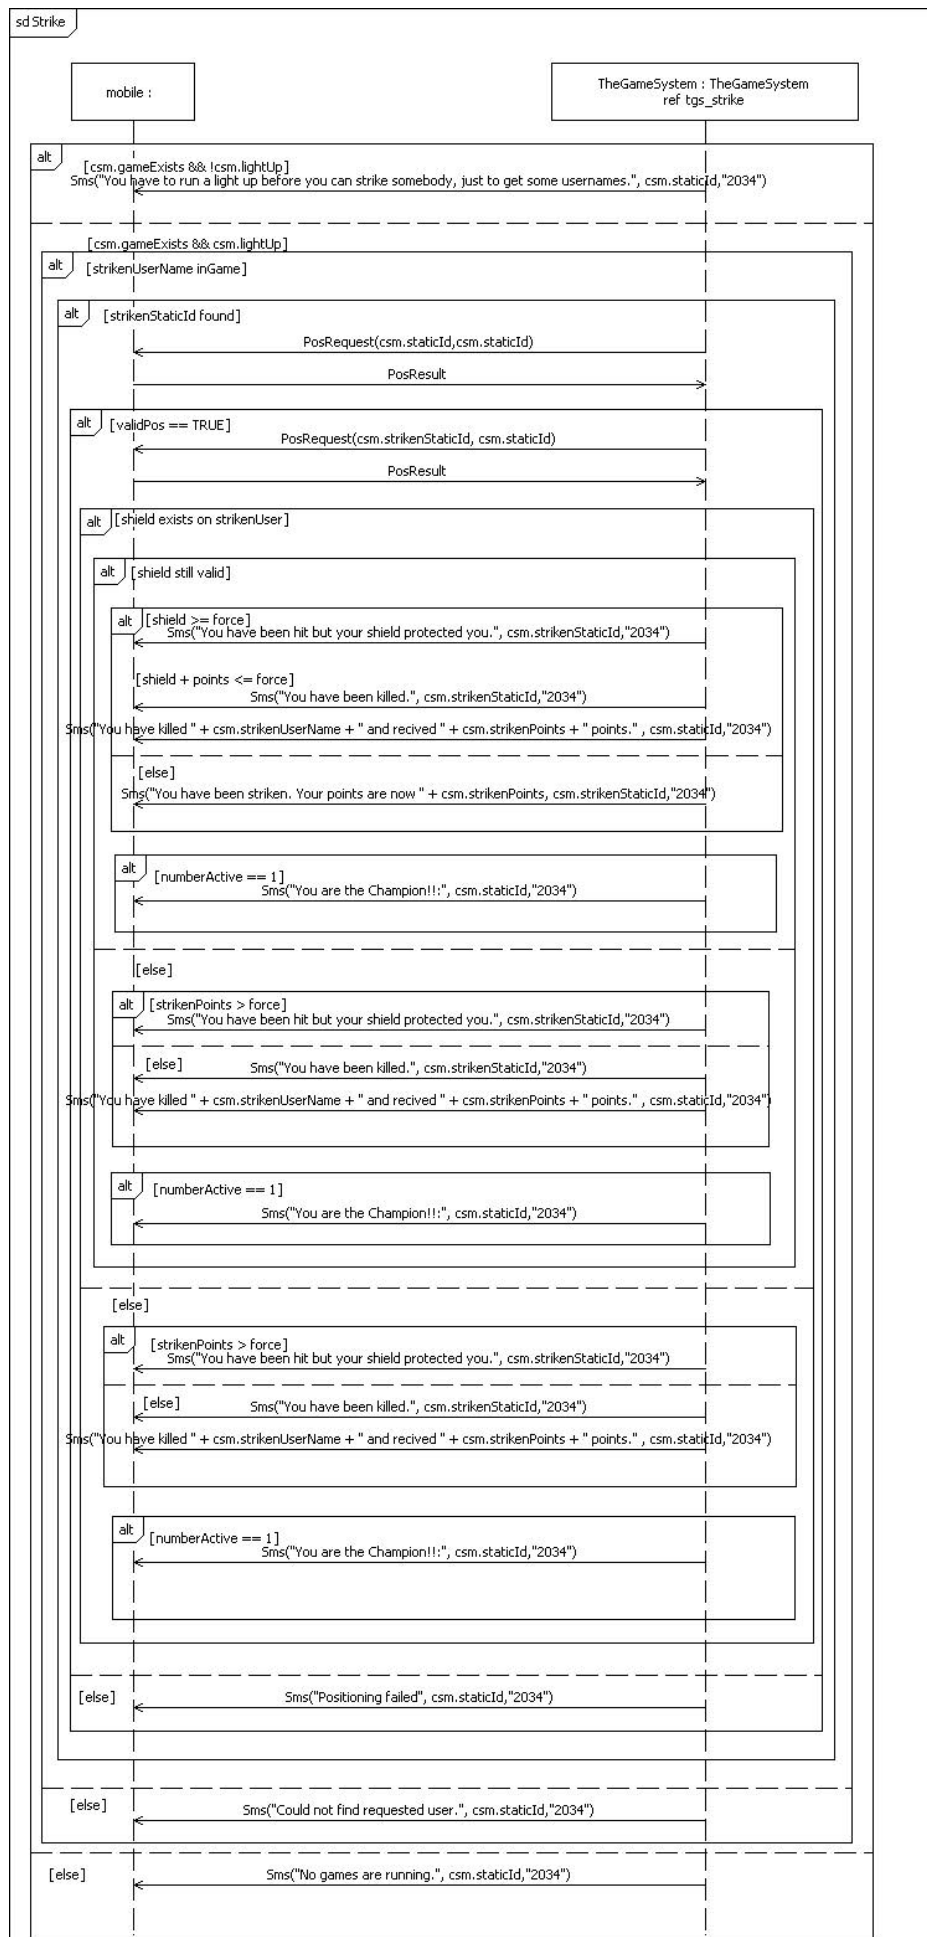 sd Strike
mobile :
TheGameSystem : TheGameSystem
ref tgs_strike
alt
[csm.gameExists && !csm.lightUp]
Sms("You have to run a light up before you can strike somebody, just to get some usernames.", csm.staticId,"2034")
[csm.gameExists && csm.lightUp]
alt
[strikenUserName inGame]
alt
[strikenStaticId found]
PosRequest(csm.staticId,csm.staticId)
PosResult
alt
[validPos == TRUE]
PosRequest(csm.strikenStaticId, csm.staticId)
PosResult
alt
[shield exists on strikenUser]
alt
[shield still valid]
alt
[shield >= force]
Sms("You have been hit but your shield protected you.", csm.strikenStaticId,"2034")
[shield + points <= force]
Sms("You have been killed.", csm.strikenStaticId,"2034")
Sms("You have killed " + csm.strikenUserName + " and recived " + csm.strikenPoints + " points." , csm.staticId,"2034")
[else]
Sms("You have been striken. Your points are now " + csm.strikenPoints, csm.strikenStaticId,"2034")
alt
[numberActive == 1]
Sms("You are the Champion!!:", csm.staticId,"2034")
[else]
alt
[strikenPoints > force]
Sms("You have been hit but your shield protected you.", csm.strikenStaticId,"2034")
[else]
Sms("You have been killed.", csm.strikenStaticId,"2034")
Sms("You have killed " + csm.strikenUserName + " and recived " + csm.strikenPoints + " points." , csm.staticId,"2034")
alt
[numberActive == 1]
Sms("You are the Champion!!:", csm.staticId,"2034")
[else]
alt
[strikenPoints > force]
Sms("You have been hit but your shield protected you.", csm.strikenStaticId,"2034")
[else]
Sms("You have been killed.", csm.strikenStaticId,"2034")
Sms("You have killed " + csm.strikenUserName + " and recived " + csm.strikenPoints + " points." , csm.staticId,"2034")
alt
[numberActive == 1]
Sms("You are the Champion!!:", csm.staticId,"2034")
[else]
Sms("Positioning failed", csm.staticId,"2034")
[else]
Sms("Could not find requested user.", csm.staticId,"2034")
[else]
Sms("No games are running.", csm.staticId,"2034")